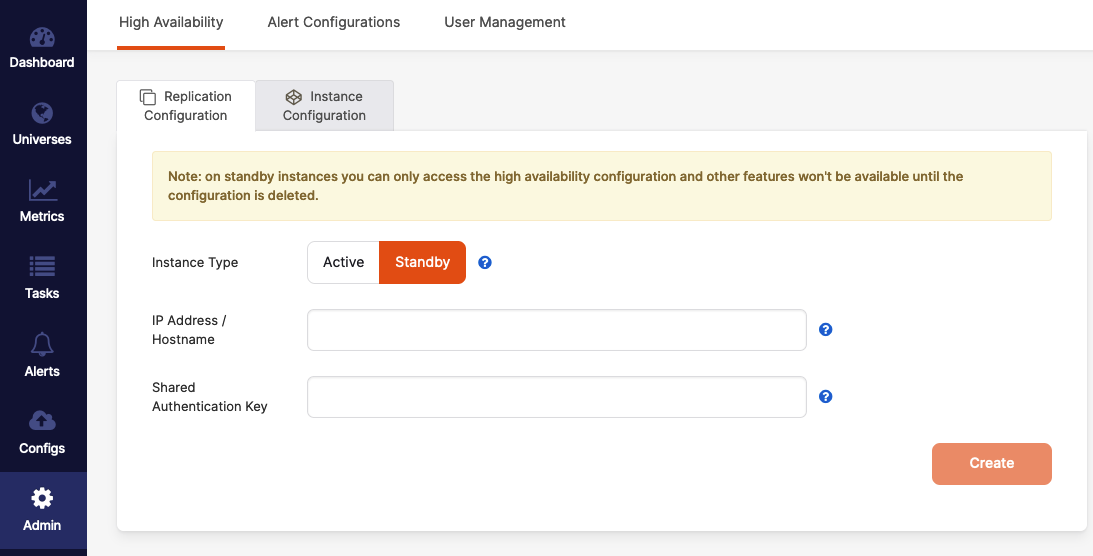 High Availability
Alert Configurations
User Management
Dashboard
Universes
Metrics
Tasks
Alerts
Configs
Admin
Replication
Configuration
Instance
Configuration
Note: on standby instances you can only access the high availability configuration and other features won't be available until the
configuration is deleted.
Instance Type
Active
Standby
IP Address /
Hostname
Shared
Authentication Key
Create